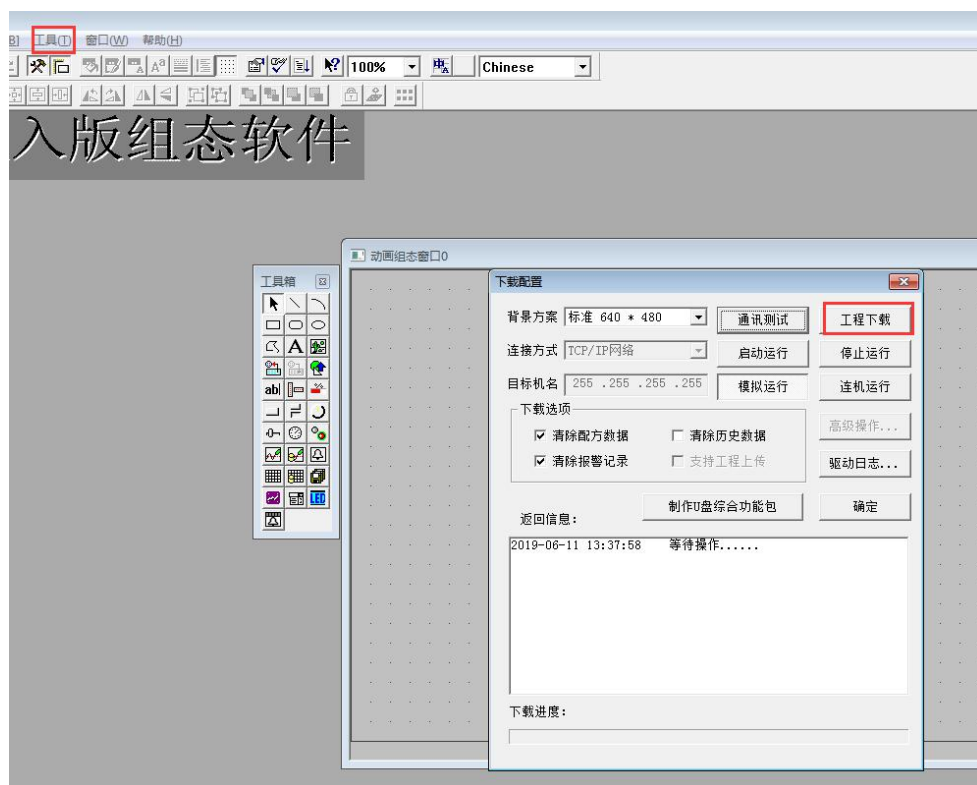 B] 工具(T) 窗口(W) 帮助(H)
100% Chinese
入版组态软件
动画组态窗口0
工具箱
下载配置
背景方案 标准 640 * 480 通讯测试 工程下载
连接方式 TCP/IP网络 启动运行 停止运行
目标机名 255 .255 .255 .255 模拟运行 连机运行
下载选项
清除配方数据 清除历史数据 高级操作...
清除报警记录 支持工程上传 驱动日志...
制作U盘综合功能包 确定
返回信息:
2019-06-11 13:37:58 等待操作......
下载进度: